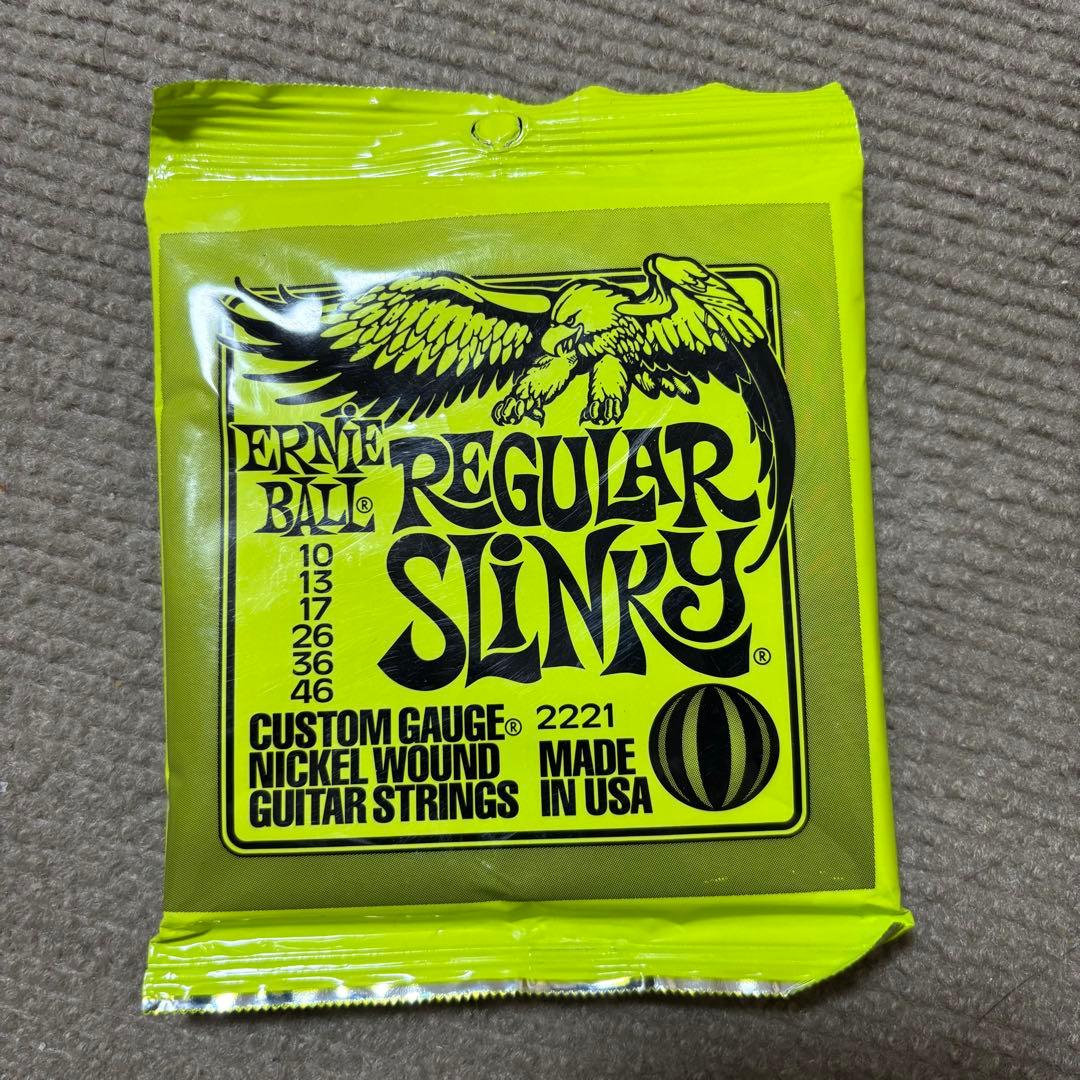 ERNiE
BALL®
REGULAR
SLiNKY®
10
13
17
26
36
46
CUSTOM GAUGE®
NICKEL WOUND
GUITAR STRINGS
2221
MADE
IN USA